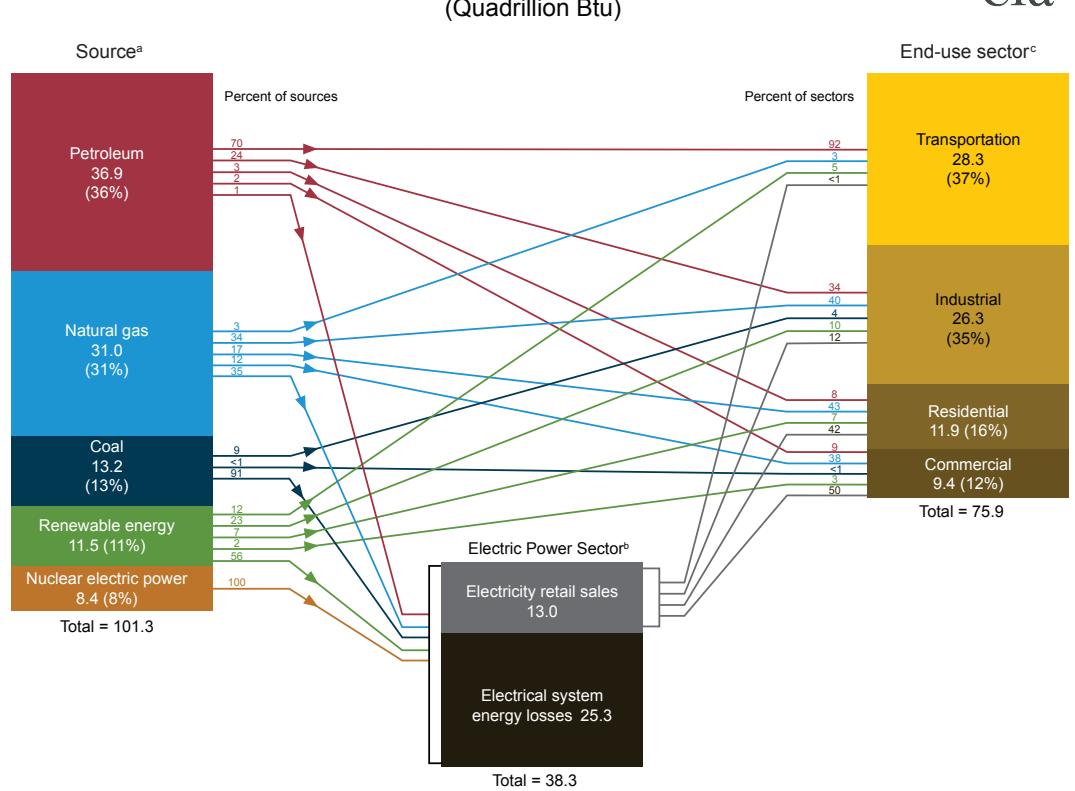 (Quadrillion Btu)
Sourceᵃ
End-use sectorᶜ
Percent of sources
Percent of sectors
Petroleum
36.9
(36%)
70
24
3
2
1
Natural gas
31.0
(31%)
3
34
17
12
35
Coal
13.2
(13%)
9
<1
91
Renewable energy
11.5 (11%)
12
23
7
2
56
Nuclear electric power
8.4 (8%)
100
Total = 101.3
Electric Power Sectorᵇ
Electricity retail sales
13.0
Electrical system
energy losses 25.3
Total = 38.3
92
3
5
<1
Transportation
28.3
(37%)
34
40
4
10
12
Industrial
26.3
(35%)
8
43
7
42
Residential
11.9 (16%)
9
38
<1
3
50
Commercial
9.4 (12%)
Total = 75.9